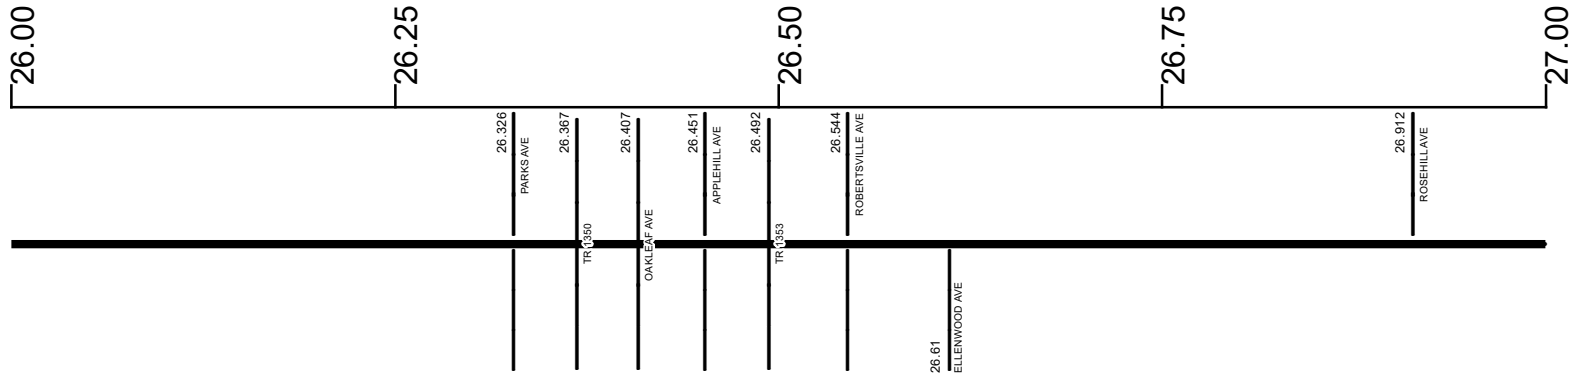 26.00
26.25
26.50
26.75
27.00
26.326
PARKS AVE
26.367
TR 1350
26.407
OAKLEAF AVE
26.451
APPLEHILL AVE
26.492
TR 1353
26.544
ROBERTSVILLE AVE
26.61
ELLENWOOD AVE
26.912
ROSEHILL AVE